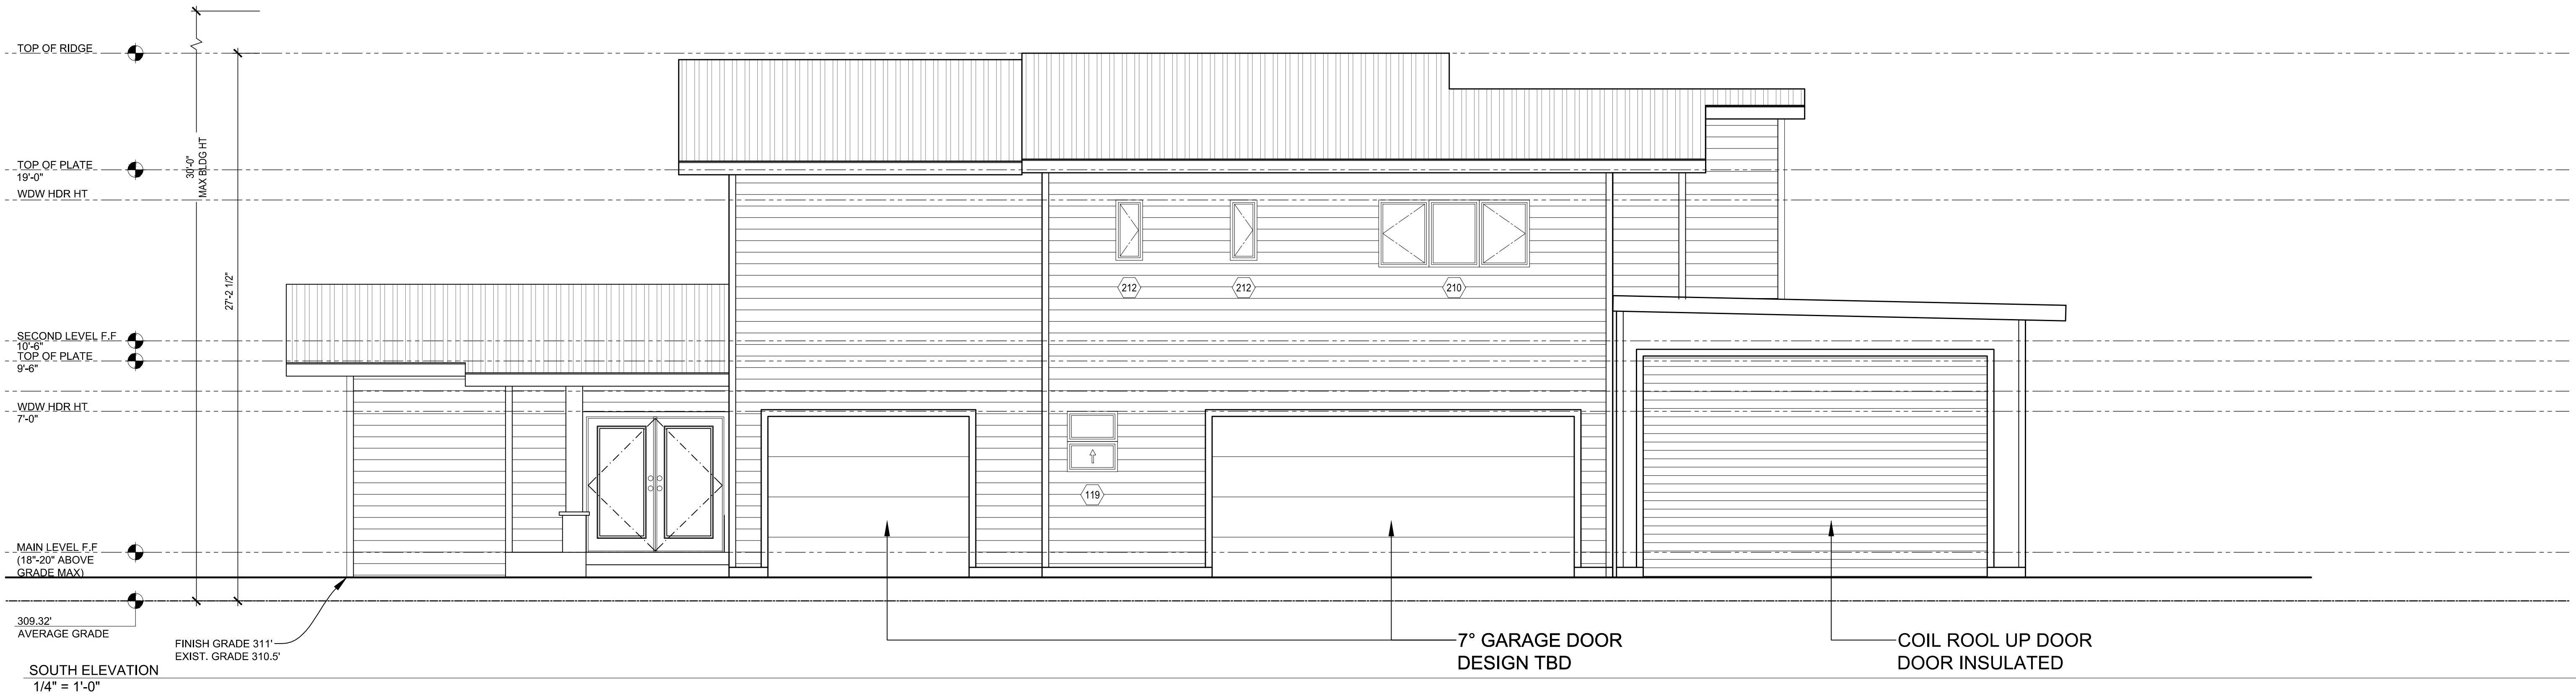 TOP OF RIDGE
30'-0"
MAX BLDG HT
TOP OF PLATE
19'-0"
WDW HDR HT
27'-2 1/2"
212
212
210
SECOND LEVEL F.F
10'-6"
TOP OF PLATE
9'-6"
WDW HDR HT
7'-0"
119
MAIN LEVEL F.F
(18"-20" ABOVE
GRADE MAX)
309.32'
AVERAGE GRADE
FINISH GRADE 311'
EXIST. GRADE 310.5'
7° GARAGE DOOR
DESIGN TBD
COIL ROOL UP DOOR
DOOR INSULATED
SOUTH ELEVATION
1/4" = 1'-0"